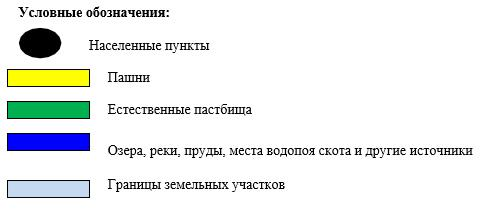 Условные обозначения:
Населенные пункты
Пашни
Естественные пастбища
Озера, реки, пруды, места водопоя скота и другие источники
Границы земельных участков